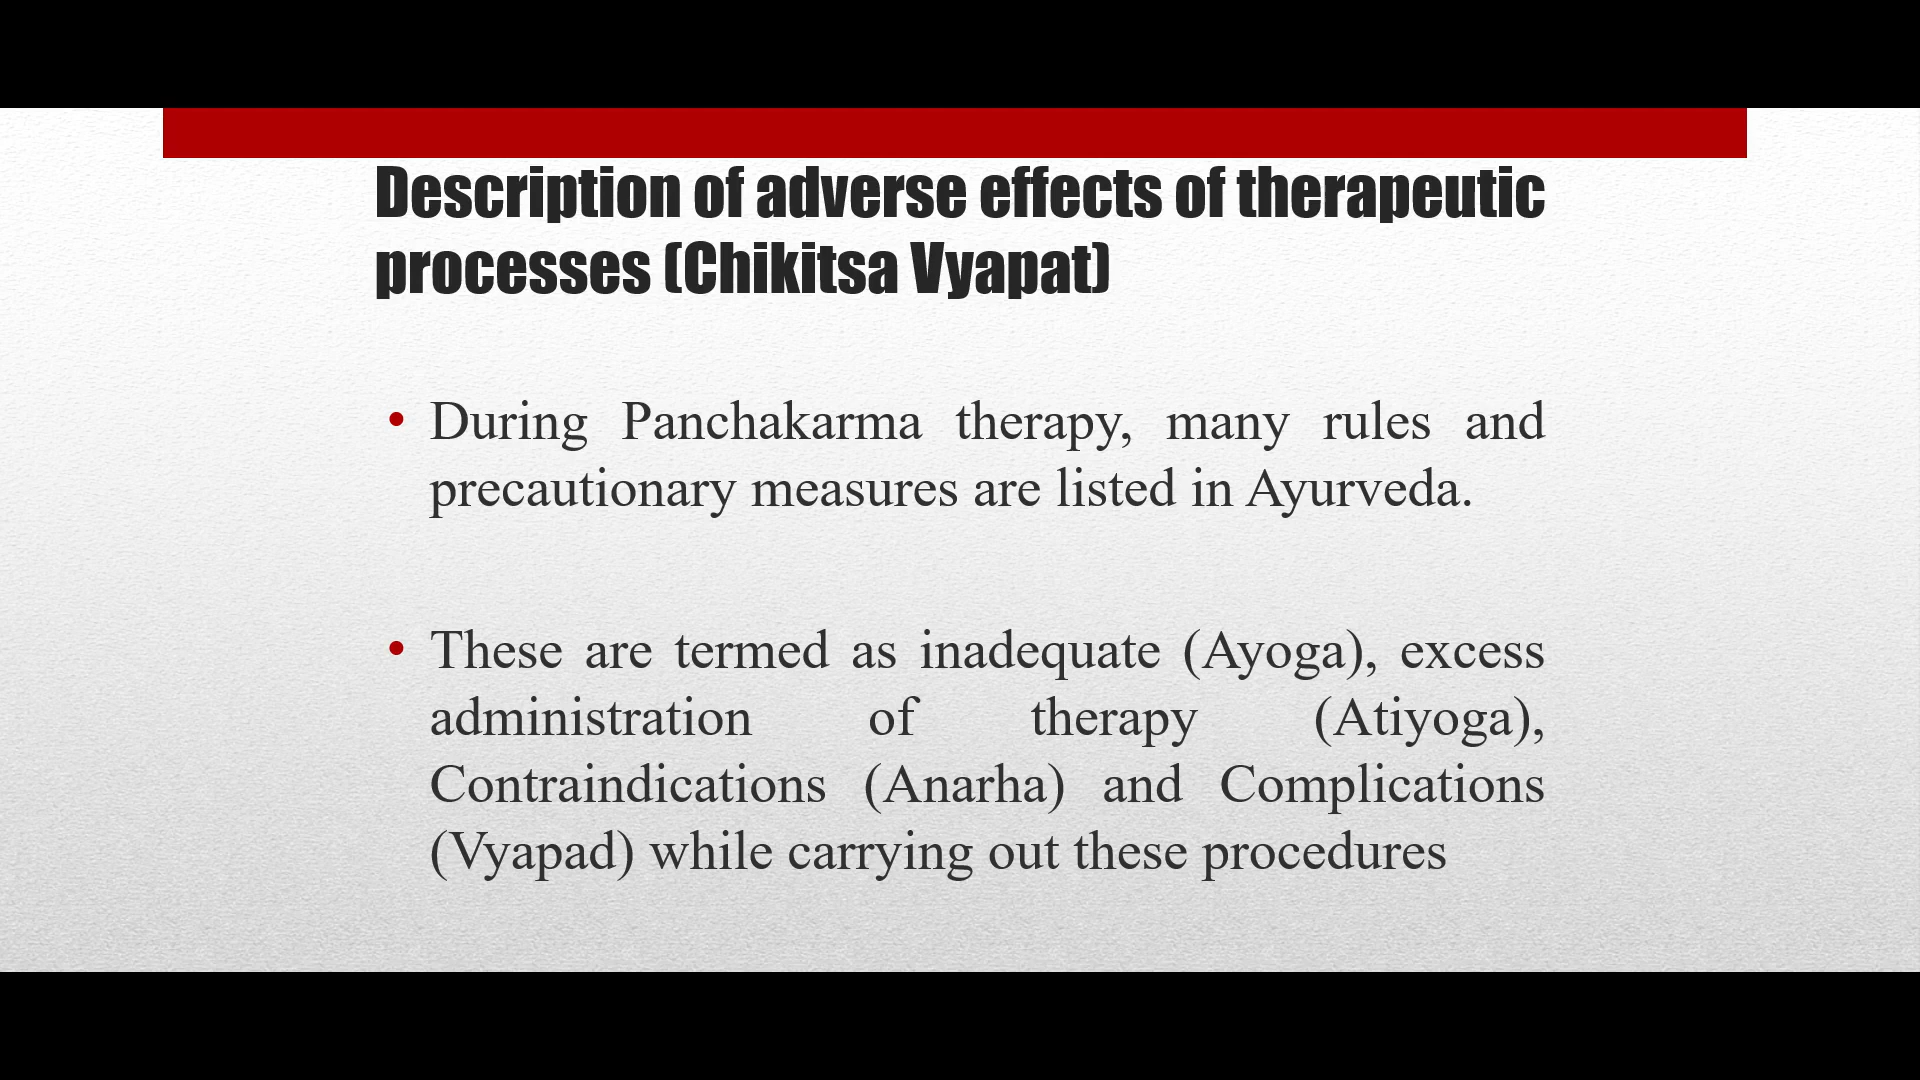 Description of adverse effects of therapeutic
processes (Chikitsa Vyapat)
• During Panchakarma therapy, many rules and
precautionary measures are listed in Ayurveda.
• These are termed as inadequate (Ayoga), excess
administration of therapy (Atiyoga),
Contraindications (Anarha) and Complications
(Vyapad) while carrying out these procedures